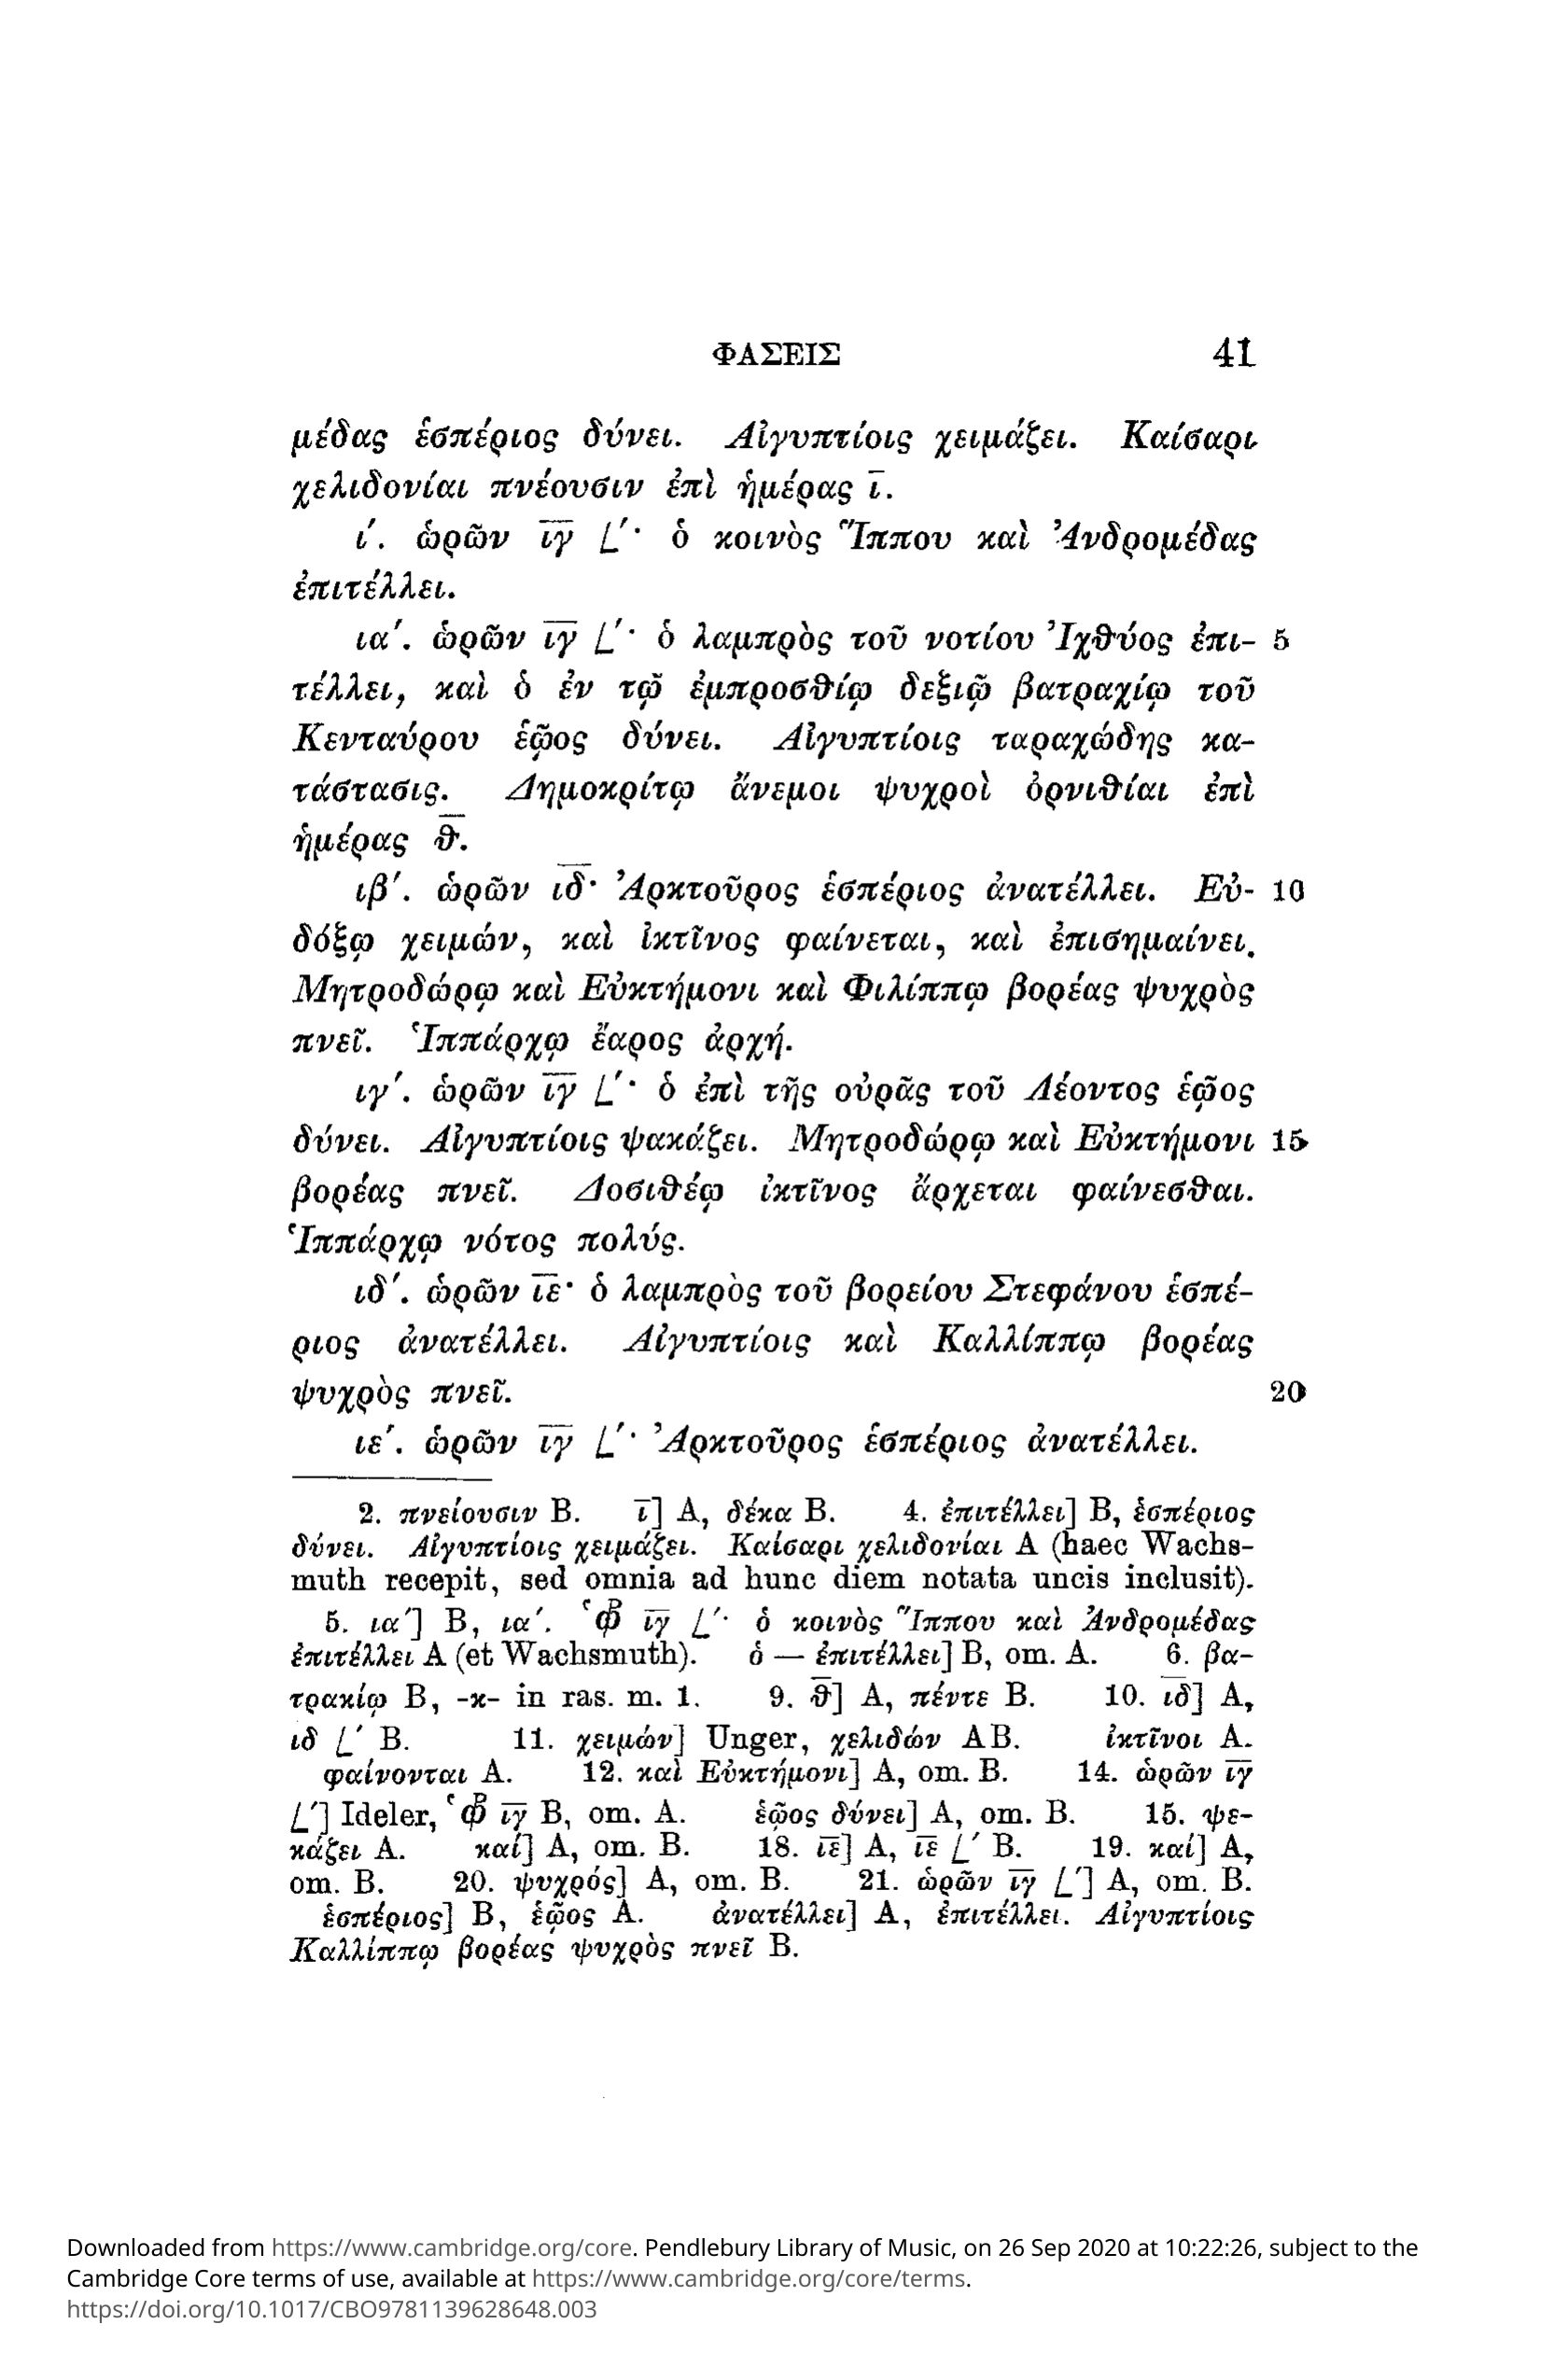 ΦΑΣΕΙΣ 41
μέδας ἑσπέριος δύνει. Αἰγυπτίοις χειμάζει. Καίσαρι
χελιδονίαι πνέουσιν ἐπὶ ἡμέρας ι̅.
ι′. ὡρῶν ι̅γ̅ 𐅵′· ὁ κοινὸς Ἵππου καὶ Ἀνδρομέδας
ἐπιτέλλει.
ια′. ὡρῶν ι̅γ̅ 𐅵′· ὁ λαμπρὸς τοῦ νοτίου Ἰχθύος ἐπι- 5
τέλλει, καὶ ὁ ἐν τῷ ἐμπροσθίῳ δεξιῷ βατραχίῳ τοῦ
Κενταύρου ἑῷος δύνει. Αἰγυπτίοις ταραχώδης κα-
τάστασις. Δημοκρίτῳ ἄνεμοι ψυχροὶ ὀρνιθίαι ἐπὶ
ἡμέρας θ̅.
ιβ′. ὡρῶν ι̅δ̅· Ἀρκτοῦρος ἑσπέριος ἀνατέλλει. Εὐ- 10
δόξῳ χειμών, καὶ ἰκτῖνος φαίνεται, καὶ ἐπισημαίνει.
Μητροδώρῳ καὶ Εὐκτήμονι καὶ Φιλίππῳ βορέας ψυχρὸς
πνεῖ. Ἱππάρχῳ ἔαρος ἀρχή.
ιγ′. ὡρῶν ι̅γ̅ 𐅵′· ὁ ἐπὶ τῆς οὐρᾶς τοῦ Λέοντος ἑῷος
δύνει. Αἰγυπτίοις ψακάζει. Μητροδώρῳ καὶ Εὐκτήμονι 15
βορέας πνεῖ. Δοσιθέῳ ἰκτῖνος ἄρχεται φαίνεσθαι.
Ἱππάρχῳ νότος πολύς.
ιδ′. ὡρῶν ι̅ε̅· ὁ λαμπρὸς τοῦ βορείου Στεφάνου ἑσπέ-
ριος ἀνατέλλει. Αἰγυπτίοις καὶ Καλλίππῳ βορέας
ψυχρὸς πνεῖ. 20
ιε′. ὡρῶν ι̅γ̅ 𐅵′· Ἀρκτοῦρος ἑσπέριος ἀνατέλλει.
2. πνείουσιν B. ι̅] A, δέκα B. 4. ἐπιτέλλει] B, ἑσπέριος
δύνει. Αἰγυπτίοις χειμάζει. Καίσαρι χελιδονίαι A (haec Wachs-
muth recepit, sed omnia ad hunc diem notata uncis inclusit).
5. ια′] B, ια′. ι̅γ̅ 𐅵′· ὁ κοινὸς Ἵππου καὶ Ἀνδρομέδας
ἐπιτέλλει A (et Wachsmuth). ὁ — ἐπιτέλλει] B, om. A. 6. βα-
τρακίῳ B, -κ- in ras. m. 1. 9. θ̅] A, πέντε B. 10. ι̅δ̅] A,
ιδ 𐅵′ B. 11. χειμών] Unger, χελιδών AB. ἰκτῖνοι A.
φαίνονται A. 12. καὶ Εὐκτήμονι] A, om. B. 14. ὡρῶν ι̅γ̅
𐅵′] Ideler, ι̅γ̅ B, om. A. ἑῷος δύνει] A, om. B. 15. ψε-
κάζει A. καί] A, om. B. 18. ι̅ε̅] A, ι̅ε̅ 𐅵′ B. 19. καί] A,
om. B. 20. ψυχρός] A, om. B. 21. ὡρῶν ι̅γ̅ 𐅵′] A, om. B.
ἑσπέριος] B, ἑῷος A. ἀνατέλλει] A, ἐπιτέλλει. Αἰγυπτίοις
Καλλίππῳ βορέας ψυχρὸς πνεῖ B.
Downloaded from https://www.cambridge.org/core. Pendlebury Library of Music, on 26 Sep 2020 at 10:22:26, subject to the
Cambridge Core terms of use, available at https://www.cambridge.org/core/terms.
https://doi.org/10.1017/CBO9781139628648.003